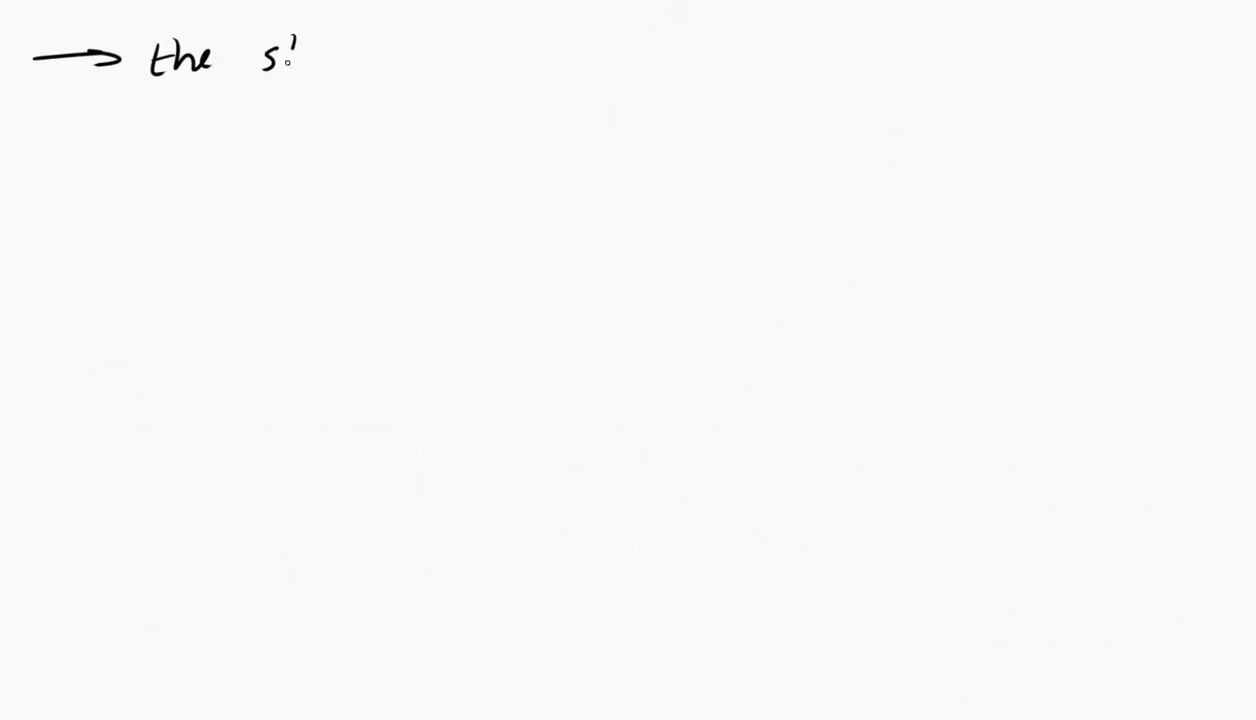 → the s